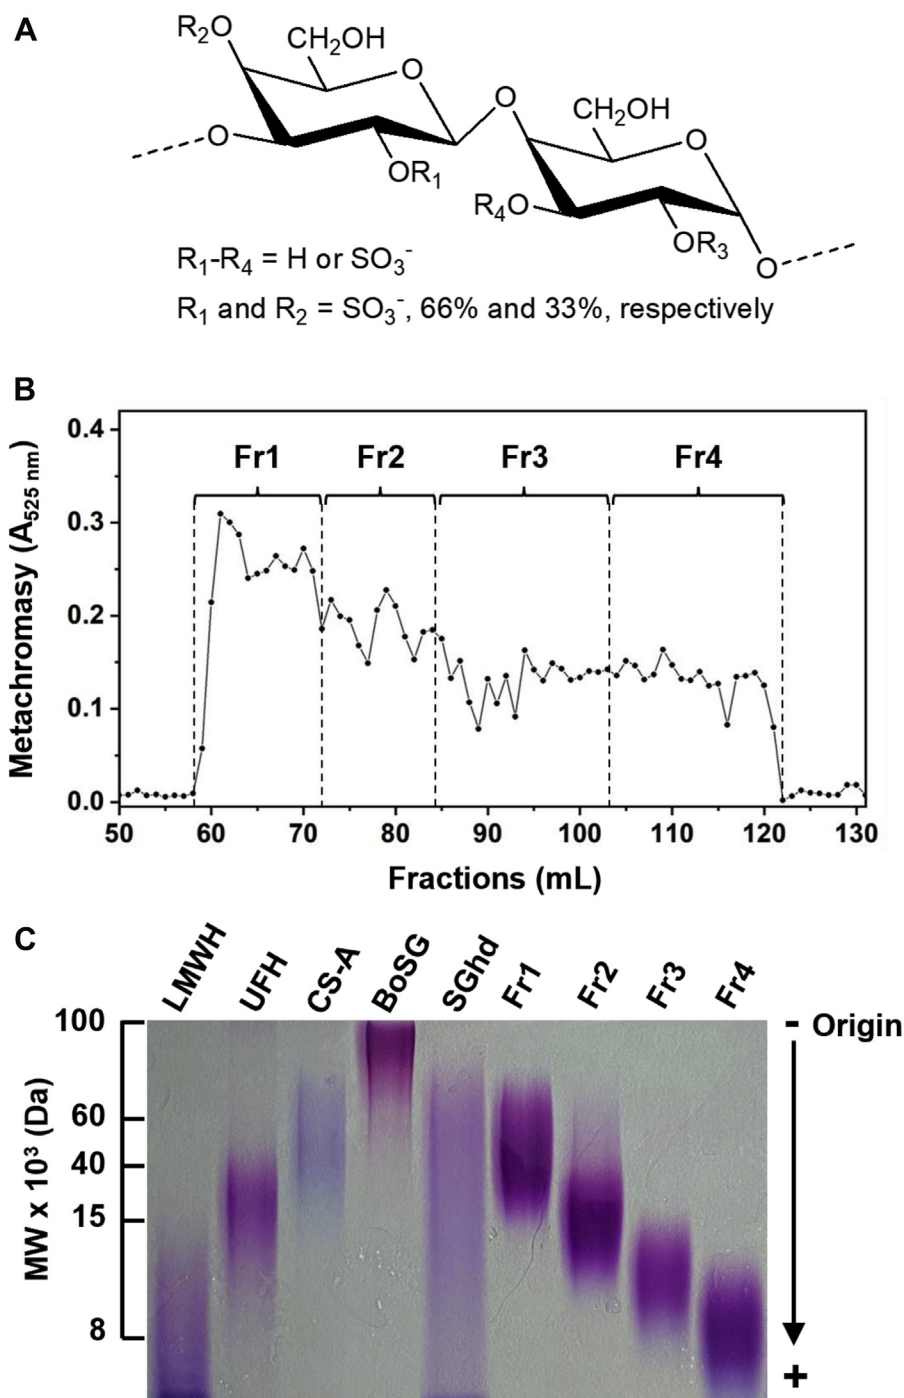 A
R₂O
CH₂OH
O
O
O
OR₁
CH₂OH
O
R₄O
OR₃
O
R₁-R₄ = H or SO₃⁻
R₁ and R₂ = SO₃⁻, 66% and 33%, respectively
B
Metachromasy (A₅₂₅ ₙₘ)
Fr1 Fr2 Fr3 Fr4
0.4
0.3
0.2
0.1
0.0
50 60 70 80 90 100 110 120 130
Fractions (mL)
C
LMWH UFH CS-A BoSG SGhd Fr1 Fr2 Fr3 Fr4
MW x 10³ (Da)
100
60
40
15
8
- Origin
+